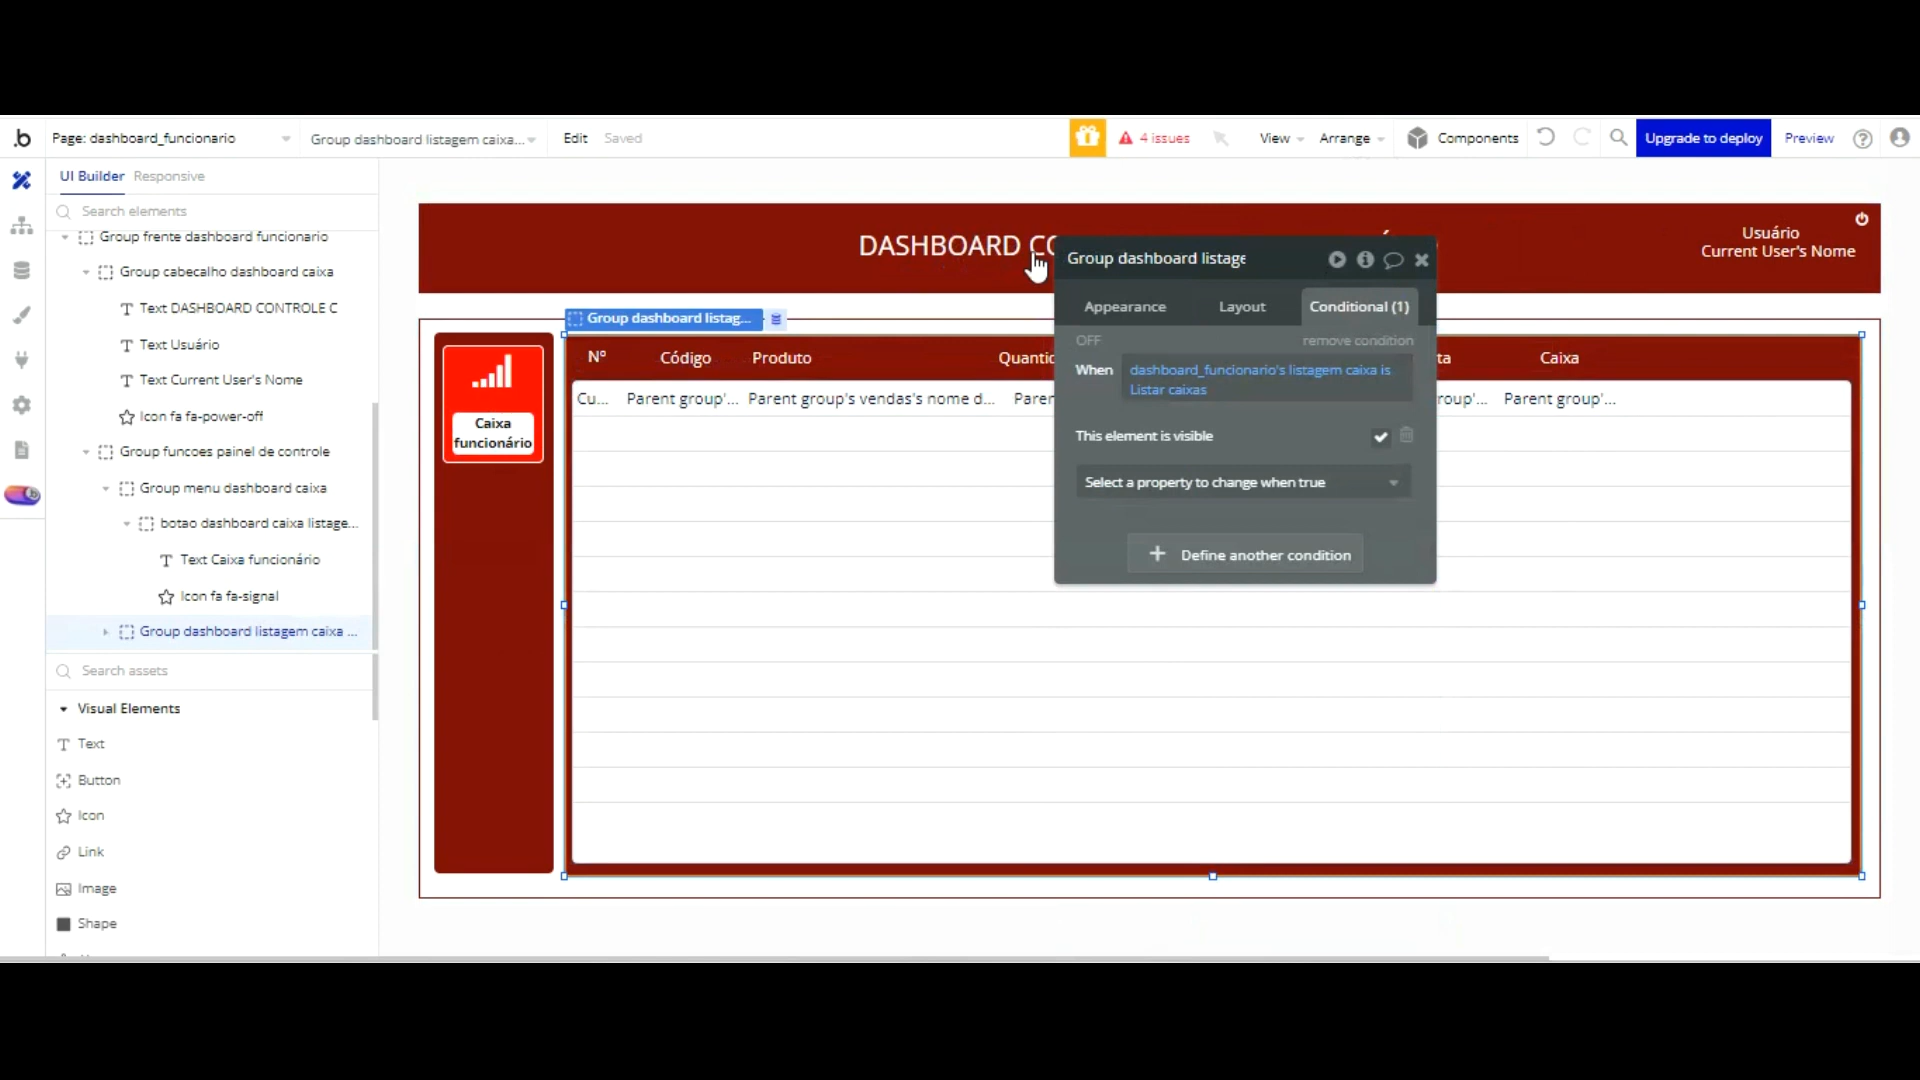 .b Page: dashboard_funcionario
Group dashboard listagem caixa...
Edit
Saved
4 issues
View
Arrange
Components
Upgrade to deploy
Preview
UI Builder
Responsive
Search elements
Group frente dashboard funcionario
Group cabecalho dashboard caixa
Text DASHBOARD CONTROLE C
Text Usuário
Text Current User's Nome
Icon fa fa-power-off
Group funcoes painel de controle
Group menu dashboard caixa
botao dashboard caixa listage...
Text Caixa funcionário
Icon fa fa-signal
Group dashboard listagem caixa ...
Search assets
Visual Elements
Text
Button
Icon
Link
Image
Shape
DASHBOARD CO
Usuário
Current User's Nome
Group dashboard listag...
Caixa
funcionário
Nº Código Produto Quantid ta Caixa
Cu... Parent group'... Parent group's vendas's nome d... Paren roup'... Parent group'...
Group dashboard listage
Appearance
Layout
Conditional (1)
OFF
remove condition
When dashboard_funcionario's listagem caixa is
Listar caixas
This element is visible
Select a property to change when true
Define another condition